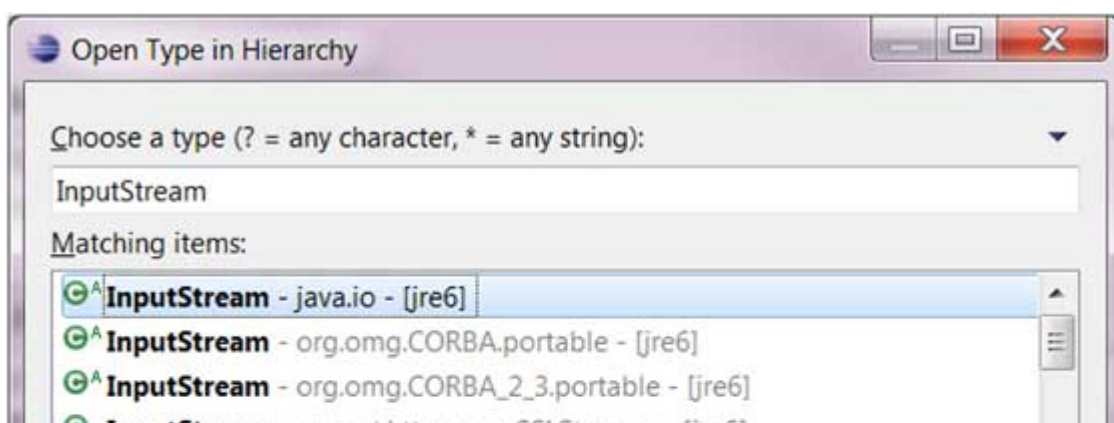 Open Type in Hierarchy
Choose a type (? = any character, * = any string):
InputStream
Matching items:
InputStream - java.io - [jre6]
InputStream - org.omg.CORBA.portable - [jre6]
InputStream - org.omg.CORBA_2_3.portable - [jre6]